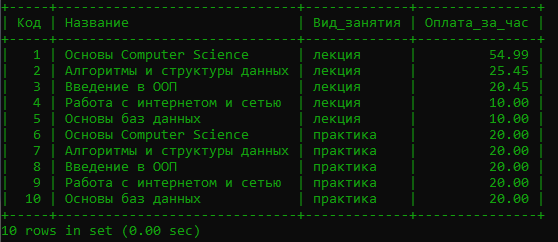 +------+-----------------------------+-------------+---------------+
| Код | Название | Вид_занятия | Оплата_за_час |
+------+-----------------------------+-------------+---------------+
| 1 | Основы Computer Science | лекция | 54.99 |
| 2 | Алгоритмы и структуры данных | лекция | 25.45 |
| 3 | Введение в ООП | лекция | 20.45 |
| 4 | Работа с интернетом и сетью | лекция | 10.00 |
| 5 | Основы баз данных | лекция | 10.00 |
| 6 | Основы Computer Science | практика | 20.00 |
| 7 | Алгоритмы и структуры данных | практика | 20.00 |
| 8 | Введение в ООП | практика | 20.00 |
| 9 | Работа с интернетом и сетью | практика | 20.00 |
| 10 | Основы баз данных | практика | 20.00 |
+------+-----------------------------+-------------+---------------+
10 rows in set (0.00 sec)